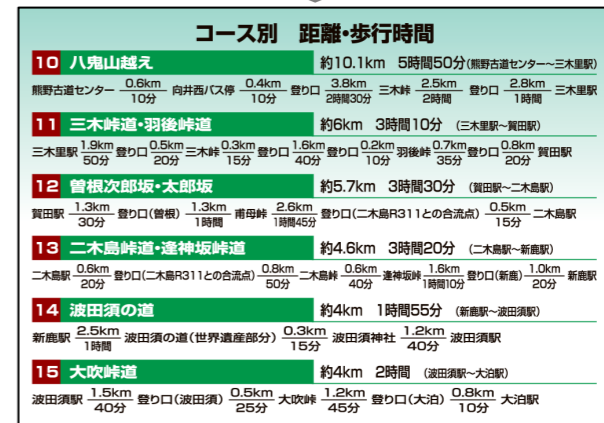 コース別 距離・歩行時間
10 八鬼山越え 約10.1km 5時間50分(熊野古道センター〜三木里駅)
熊野古道センター 0.6km 10分 向井西バス停 0.4km 10分 登り口 3.8km 2時間30分 三木峠 2.5km 2時間 登り口 2.8km 1時間 三木里駅
11 三木峠道・羽後峠道 約6km 3時間10分 (三木里駅〜賀田駅)
三木里駅 1.9km 50分 登り口 0.5km 20分 三木峠 0.3km 15分 登り口 1.6km 40分 登り口 0.2km 10分 羽後峠 0.7km 35分 登り口 0.8km 20分 賀田駅
12 曽根次郎坂・太郎坂 約5.7km 3時間30分 (賀田駅〜二木島駅)
賀田駅 1.3km 30分 登り口(曽根) 1.3km 1時間 甫母峠 2.6km 1時間45分 登り口(二木島R311との合流点) 0.5km 15分 二木島駅
13 二木島峠道・逢神坂峠道 約4.6km 3時間20分 (二木島駅〜新鹿駅)
二木島駅 0.6km 20分 登り口(二木島R311との合流点) 0.8km 50分 二木島峠 0.6km 40分 逢神坂峠 1.6km 1時間10分 登り口(新鹿) 1.0km 20分 新鹿駅
14 波田須の道 約4km 1時間55分 (新鹿駅〜波田須駅)
新鹿駅 2.5km 1時間 波田須の道(世界遺産部分) 0.3km 15分 波田須神社 1.2km 40分 波田須駅
15 大吹峠道 約4km 2時間 (波田須駅〜大泊駅)
波田須駅 1.5km 40分 登り口(波田須) 0.5km 25分 大吹峠 1.2km 45分 登り口(大泊) 0.8km 10分 大泊駅